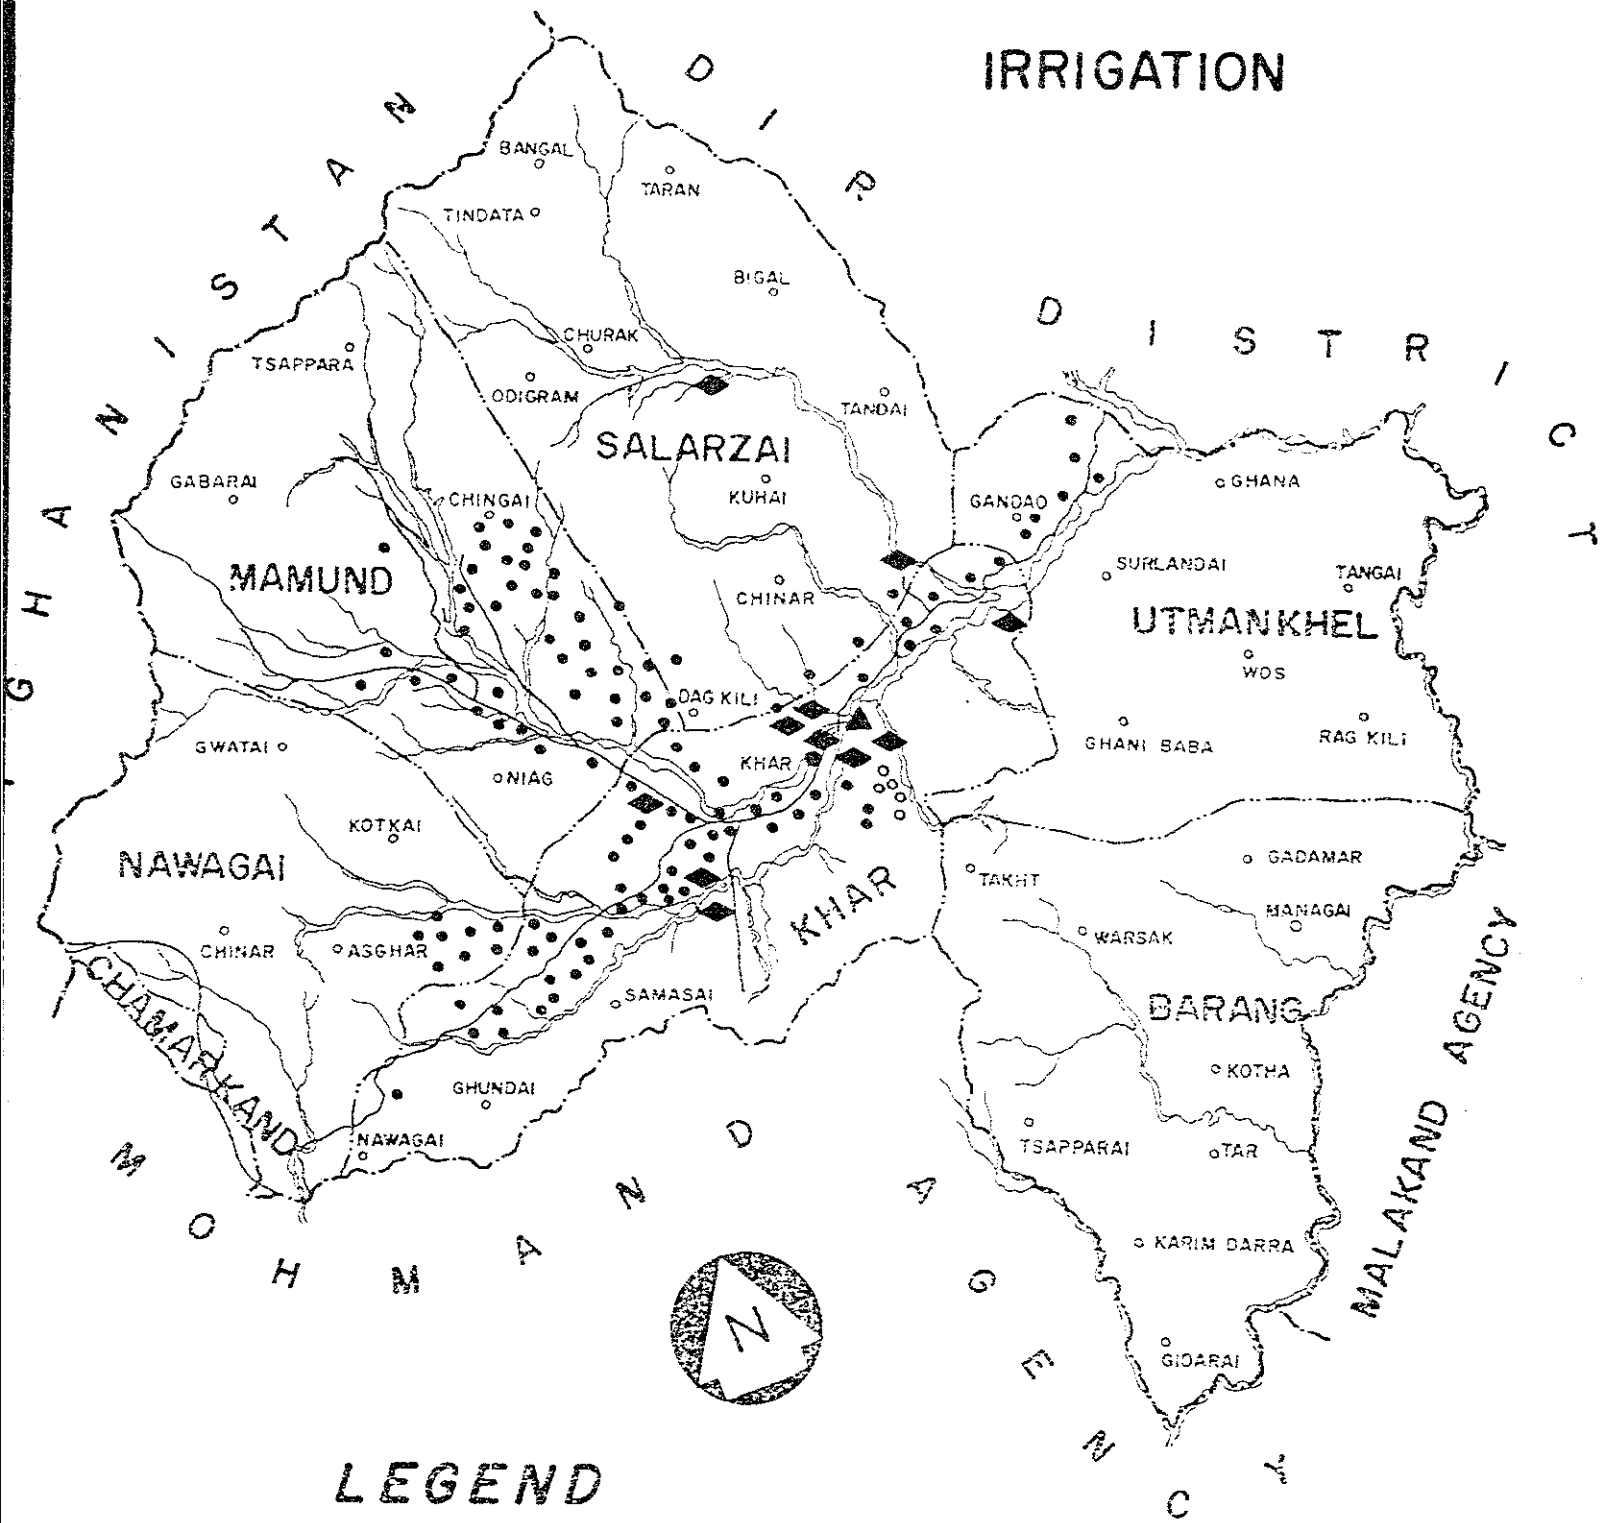 IRRIGATION
DIR
DISTRICT
GHANISTAN
BANGAL
TARAN
TINDATA
BIGAL
CHURAK
TSAPPARA
ODIGRAM
TANDAI
SALARZAI
GABARAI
CHINGAI
KUHAI
GANDAO
GHANA
MAMUND
CHINAR
SURLANDAI
TANGAI
UTMANKHEL
WOS
DAG KILI
GWATAI
NIAG
KHAR
GHANI BABA
RAG KILI
KOTKAI
NAWAGAI
TAKHT
GADAMAR
KHAR
MANAGAI
CHINAR
ASGHAR
WARSAK
CHAMARKAND
SAMASAI
BARANG
MALAKAND AGENCY
GHUNDAI
KOTHA
NAWAGAI
TSAPPARAI
TAR
KARIM DARRA
MOHMAND AGENCY
N
GIDARAI
LEGEND